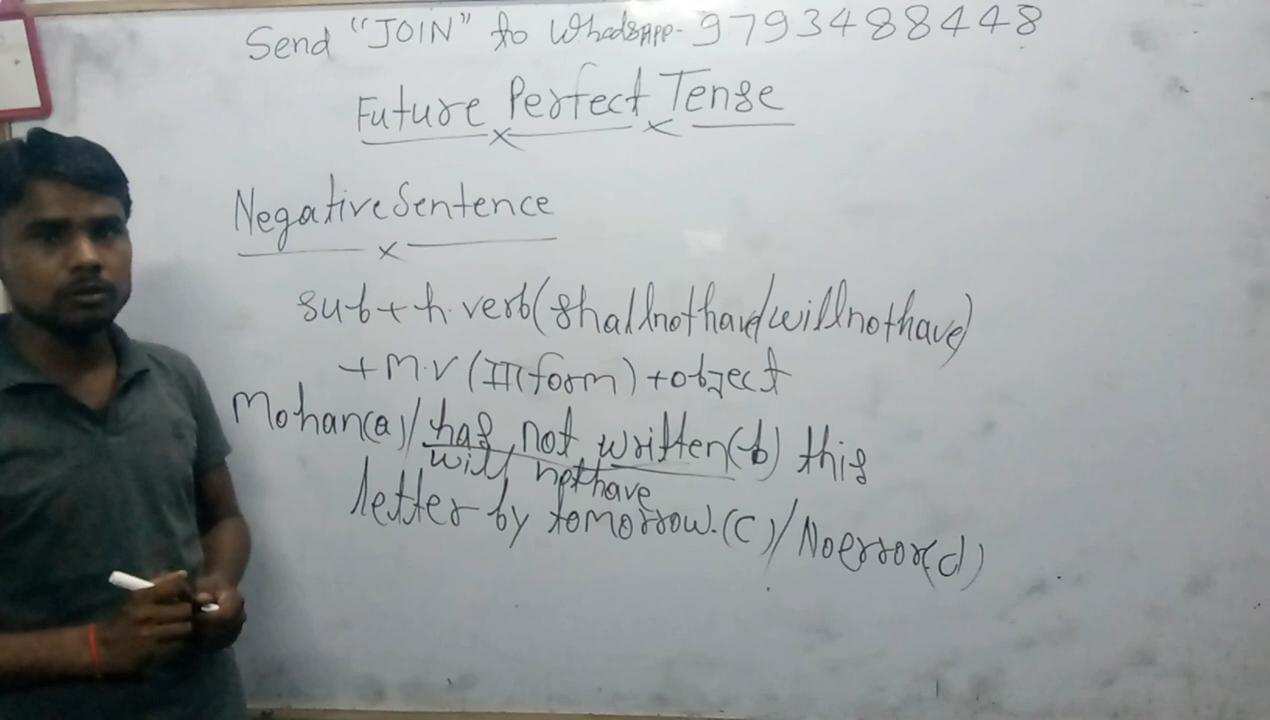 Send "JOIN" to WhatsApp- 9793488448
Future Perfect Tense
Negative Sentence
sub + h.verb(shall not have/will not have)
+ m.v (III form) + object
Mohan(a)/ has not written(b) this
will not have
letter by tomorrow.(c)/No error(d)